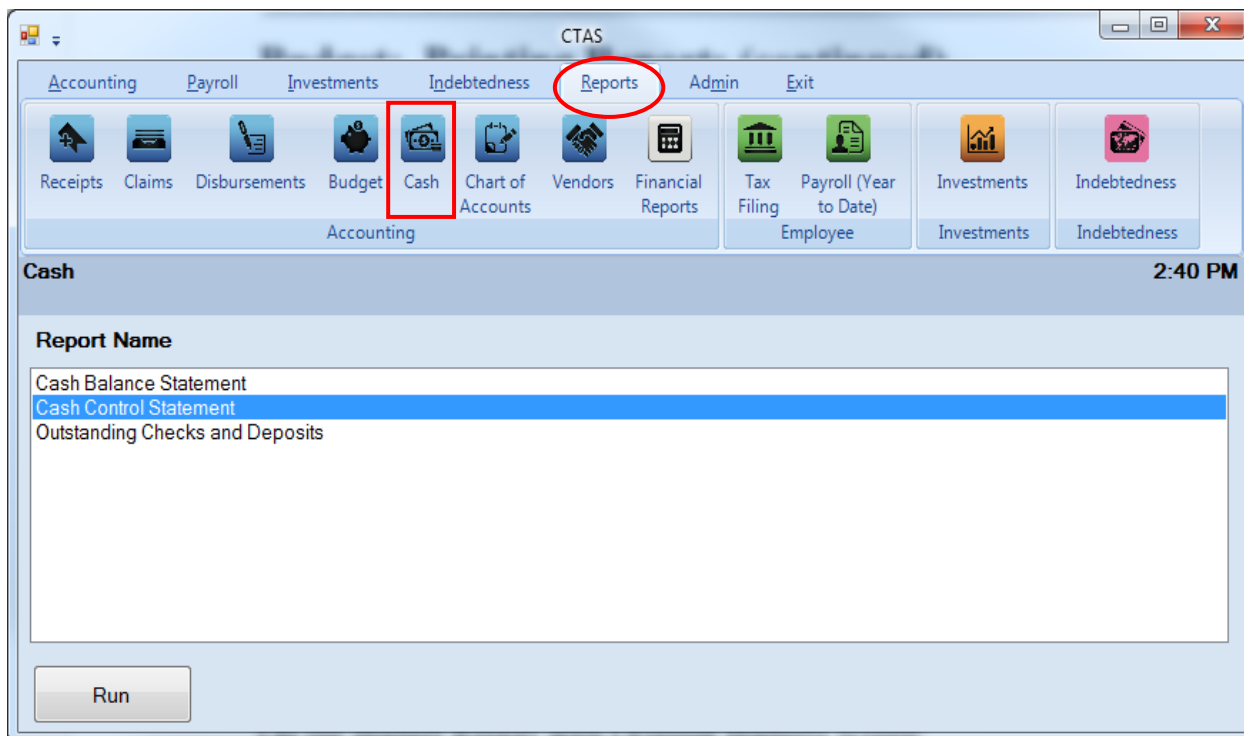 CTAS
Accounting Payroll Investments Indebtedness Reports Admin Exit
Receipts Claims Disbursements Budget Cash Chart of Accounts Vendors Financial Reports Tax Filing Payroll (Year to Date) Investments Indebtedness
Accounting Employee Investments Indebtedness
Cash 2:40 PM
Report Name
Cash Balance Statement
Cash Control Statement
Outstanding Checks and Deposits
Run